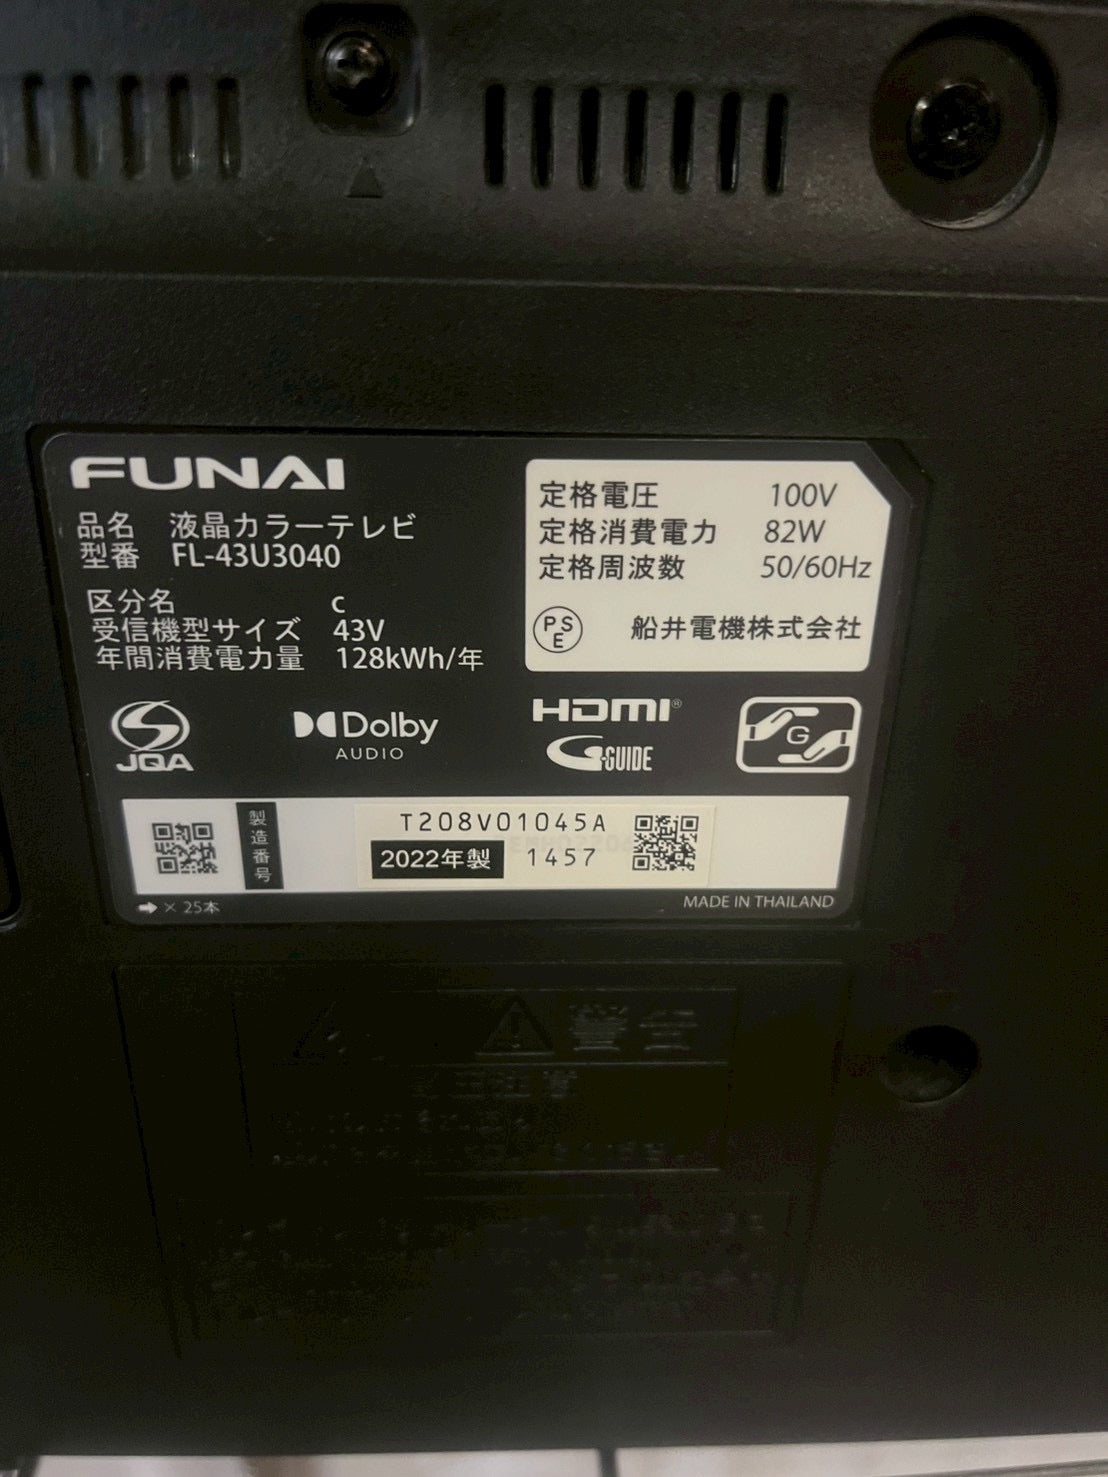 FUNAI
品名 液晶カラーテレビ
型番 FL-43U3040
区分名 c
受信機型サイズ 43V
年間消費電力量 128kWh/年
定格電圧 100V
定格消費電力 82W
定格周波数 50/60Hz
PSE 船井電機株式会社
JQA
Dolby
AUDIO
HDMI®
G-GUIDE
G
製造番号
T208V01045A
2022年製 1457
➡ × 25本
MADE IN THAILAND
警告